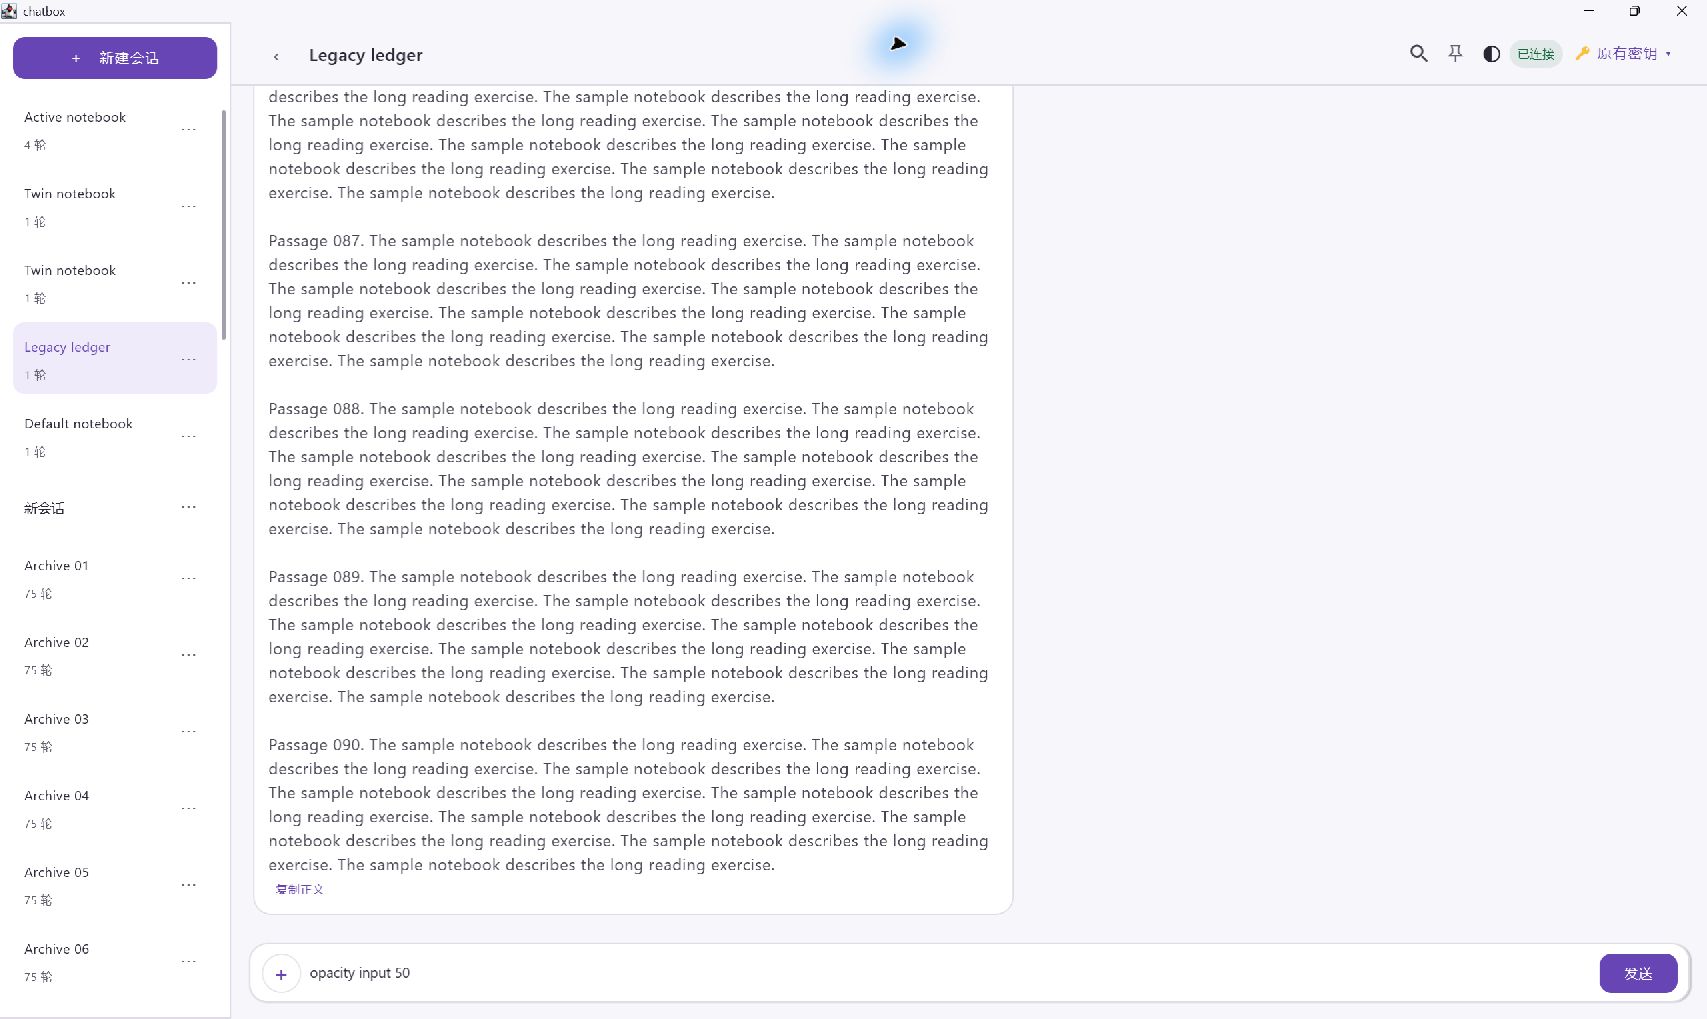 chatbox
+ 新建会话
Active notebook
4 轮
Twin notebook
1 轮
Twin notebook
1 轮
Legacy ledger
1 轮
Default notebook
1 轮
新会话
Archive 01
75 轮
Archive 02
75 轮
Archive 03
75 轮
Archive 04
75 轮
Archive 05
75 轮
Archive 06
75 轮
Legacy ledger
已连接
原有密钥
describes the long reading exercise. The sample notebook describes the long reading exercise.
The sample notebook describes the long reading exercise. The sample notebook describes the
long reading exercise. The sample notebook describes the long reading exercise. The sample
notebook describes the long reading exercise. The sample notebook describes the long reading
exercise. The sample notebook describes the long reading exercise.
Passage 087. The sample notebook describes the long reading exercise. The sample notebook
describes the long reading exercise. The sample notebook describes the long reading exercise.
The sample notebook describes the long reading exercise. The sample notebook describes the
long reading exercise. The sample notebook describes the long reading exercise. The sample
notebook describes the long reading exercise. The sample notebook describes the long reading
exercise. The sample notebook describes the long reading exercise.
Passage 088. The sample notebook describes the long reading exercise. The sample notebook
describes the long reading exercise. The sample notebook describes the long reading exercise.
The sample notebook describes the long reading exercise. The sample notebook describes the
long reading exercise. The sample notebook describes the long reading exercise. The sample
notebook describes the long reading exercise. The sample notebook describes the long reading
exercise. The sample notebook describes the long reading exercise.
Passage 089. The sample notebook describes the long reading exercise. The sample notebook
describes the long reading exercise. The sample notebook describes the long reading exercise.
The sample notebook describes the long reading exercise. The sample notebook describes the
long reading exercise. The sample notebook describes the long reading exercise. The sample
notebook describes the long reading exercise. The sample notebook describes the long reading
exercise. The sample notebook describes the long reading exercise.
Passage 090. The sample notebook describes the long reading exercise. The sample notebook
describes the long reading exercise. The sample notebook describes the long reading exercise.
The sample notebook describes the long reading exercise. The sample notebook describes the
long reading exercise. The sample notebook describes the long reading exercise. The sample
notebook describes the long reading exercise. The sample notebook describes the long reading
exercise. The sample notebook describes the long reading exercise.
复制正文
+ opacity input 50
发送